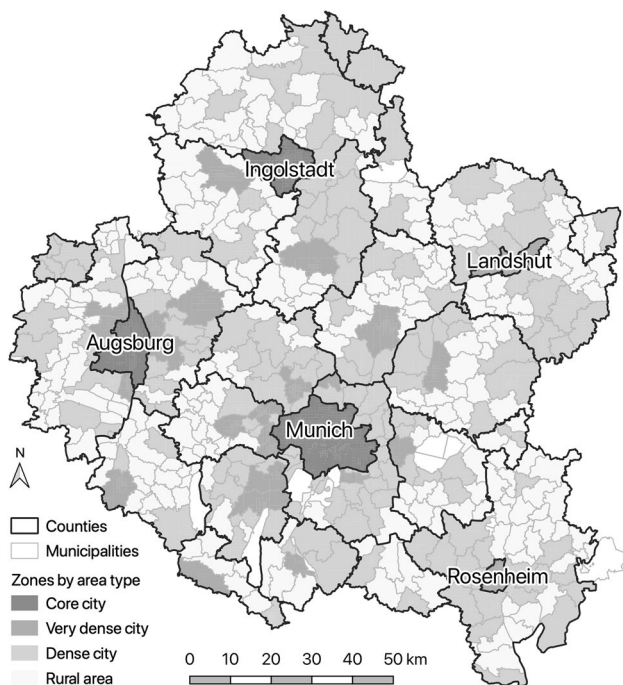 Ingolstadt
Landshut
Augsburg
Munich
N
Rosenheim
Counties
Municipalities
Zones by area type
Core city
Very dense city
Dense city
Rural area
0 10 20 30 40 50 km